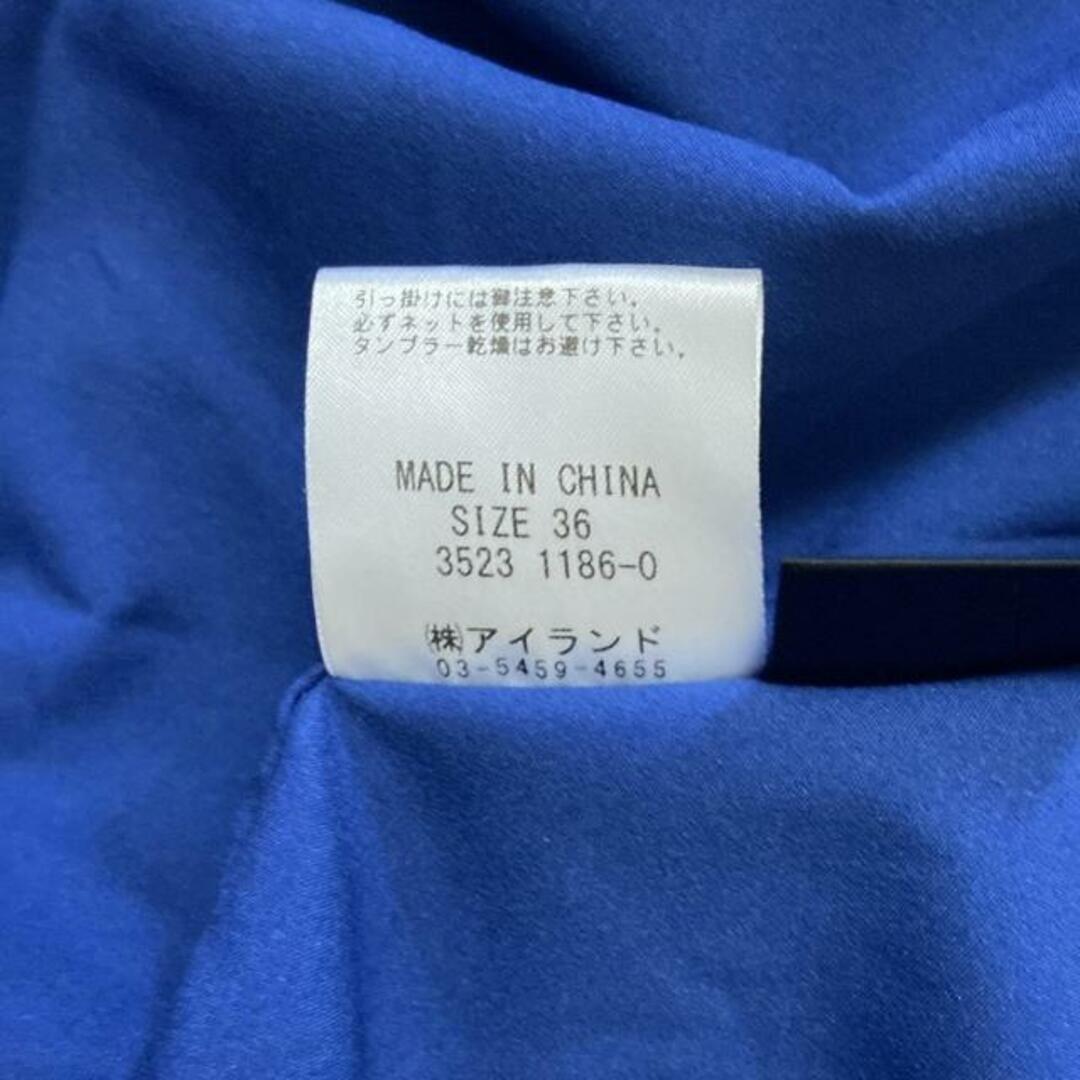 引っ掛けには御注意下さい。
必ずネットを使用して下さい。
タンブラー乾燥はお避け下さい。
MADE IN CHINA
SIZE 36
3523 1186-0
㈱アイランド
03-5459-4655